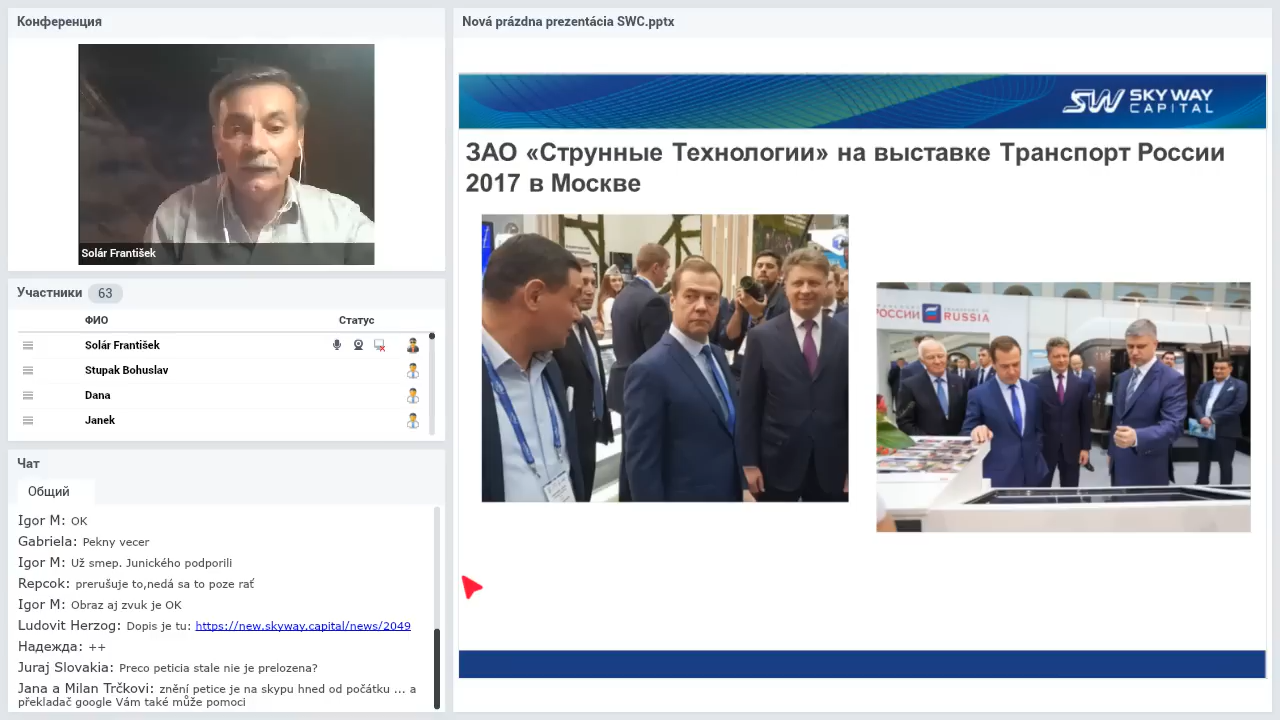 Конференция
Solár František
Участники 63
ФИО Статус
Solár František
Stupak Bohuslav
Dana
Janek
Чат
Общий
Igor M: OK
Gabriela: Pekny vecer
Igor M: Už smep. Junického podporili
Repcok: prerušuje to,nedá sa to poze rať
Igor M: Obraz aj zvuk je OK
Ludovit Herzog: Dopis je tu: https://new.skyway.capital/news/2049
Надежда: ++
Juraj Slovakia: Preco peticia stale nie je prelozena?
Jana a Milan Trčkovi: znění petice je na skypu hned od počátku ... a
překladač google Vám také může pomoci
Nová prázdna prezentácia SWC.pptx
SW SKY WAY
CAPITAL
ЗАО «Струнные Технологии» на выставке Транспорт России
2017 в Москве
РОССИИ
RUSSIA